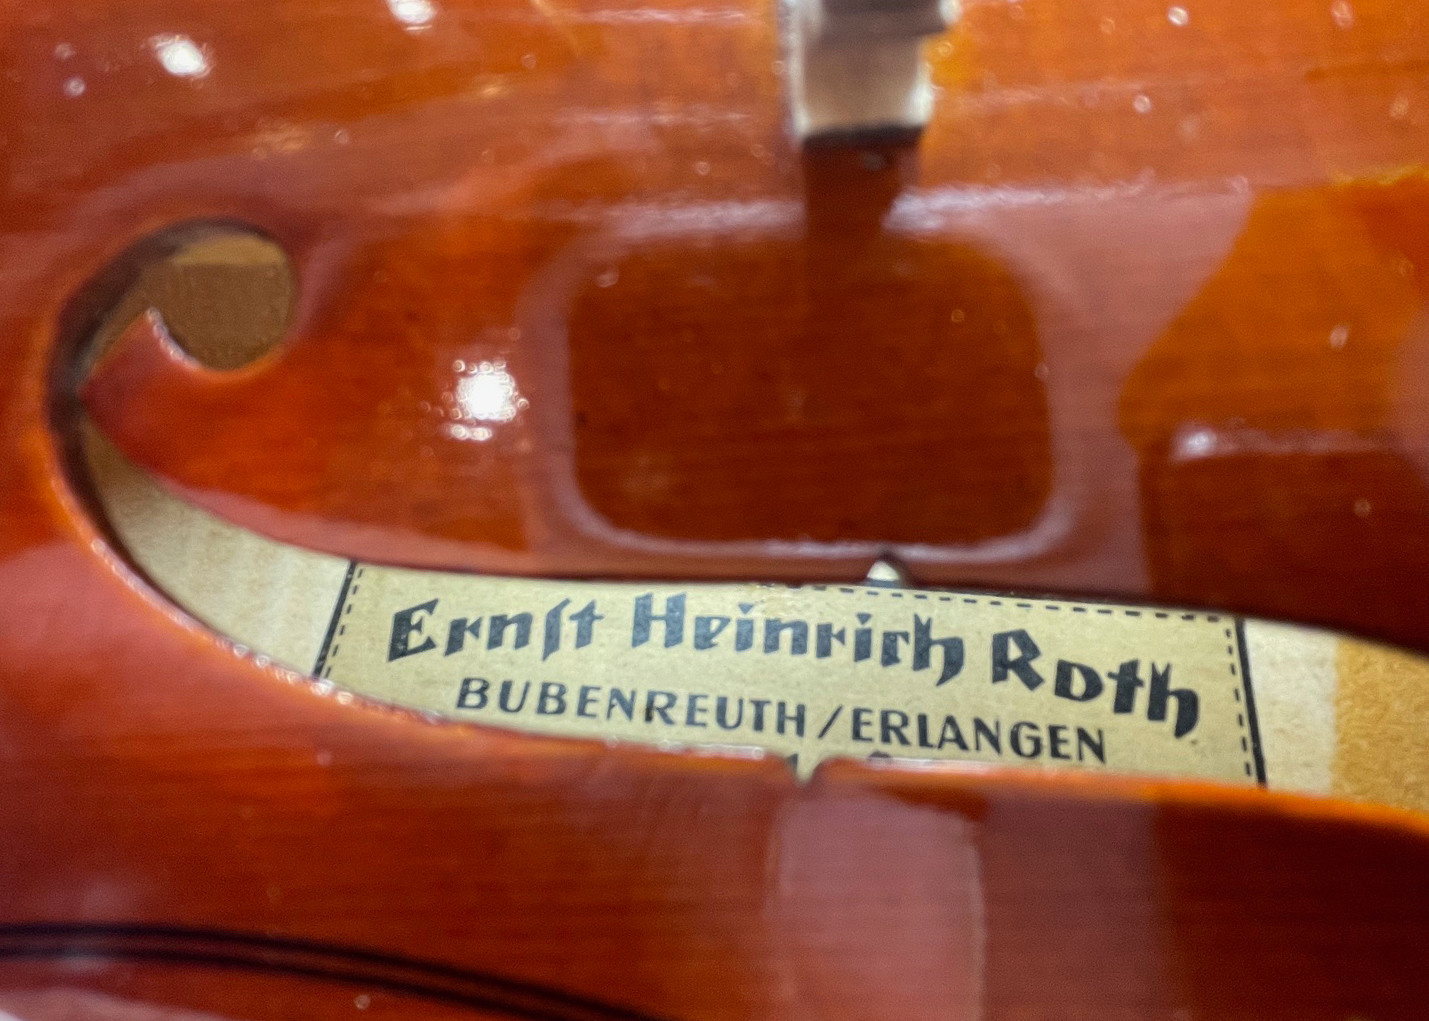 Ernſt Heinrich Roth
BUBENREUTH/ERLANGEN